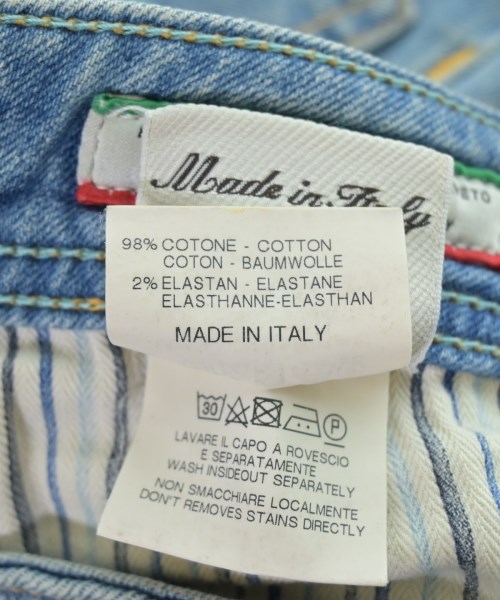 Made in Italy
98% COTONE - COTTON
COTON - BAUMWOLLE
2% ELASTAN - ELASTANE
ELASTHANNE-ELASTHAN
MADE IN ITALY
30 P
LAVARE IL CAPO A ROVESCIO
E SEPARATAMENTE
WASH INSIDEOUT SEPARATELY
NON SMACCHIARE LOCALMENTE
DON'T REMOVES STAINS DIRECTLY